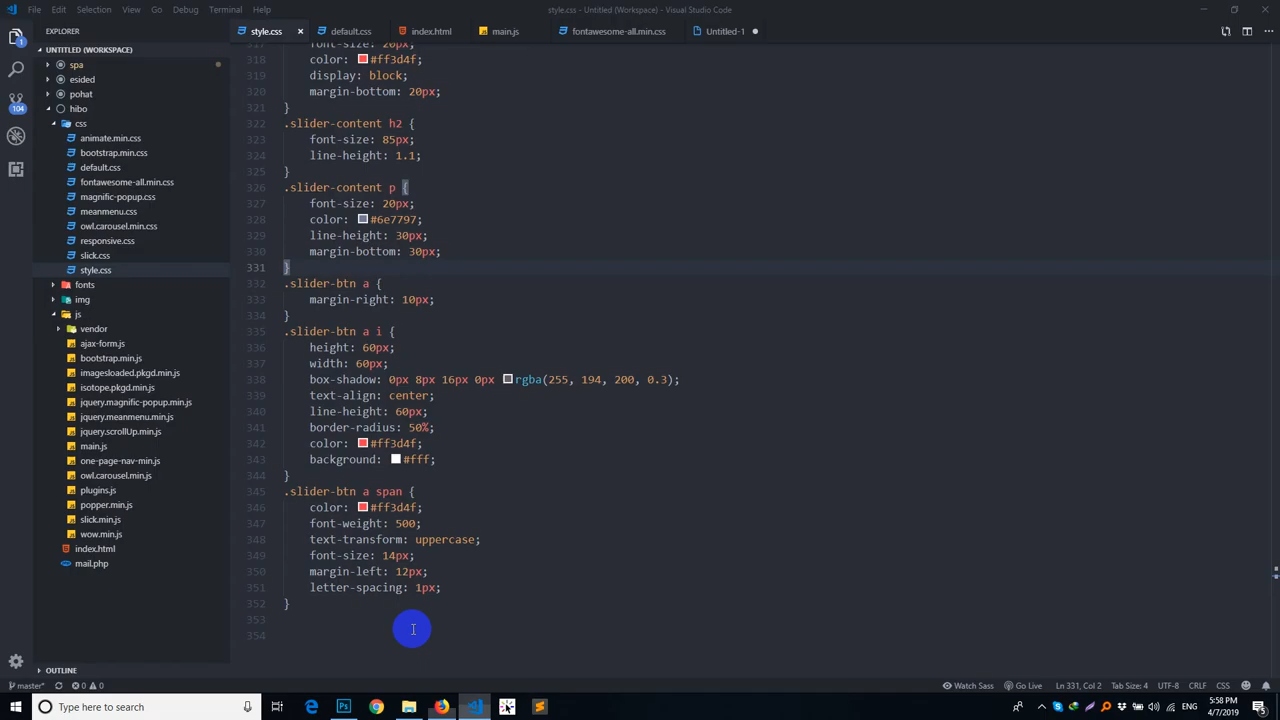 File Edit Selection View Go Debug Terminal Help
style.css - Untitled (Workspace) - Visual Studio Code
EXPLORER
style.css
default.css
index.html
main.js
fontawesome-all.min.css
Untitled-1
UNTITLED (WORKSPACE)
spa
esided
pohat
hibo
css
animate.min.css
bootstrap.min.css
default.css
fontawesome-all.min.css
magnific-popup.css
meanmenu.css
owl.carousel.min.css
responsive.css
slick.css
style.css
fonts
img
js
vendor
ajax-form.js
bootstrap.min.js
imagesloaded.pkgd.min.js
isotope.pkgd.min.js
jquery.magnific-popup.min.js
jquery.meanmenu.min.js
jquery.scrollUp.min.js
main.js
one-page-nav-min.js
owl.carousel.min.js
plugins.js
popper.min.js
slick.min.js
wow.min.js
index.html
mail.php
OUTLINE
1
104
317 font-size: 20px;
318 color: #ff3d4f;
319 display: block;
320 margin-bottom: 20px;
321 }
322 .slider-content h2 {
323 font-size: 85px;
324 line-height: 1.1;
325 }
326 .slider-content p {
327 font-size: 20px;
328 color: #6e7797;
329 line-height: 30px;
330 margin-bottom: 30px;
331 }
332 .slider-btn a {
333 margin-right: 10px;
334 }
335 .slider-btn a i {
336 height: 60px;
337 width: 60px;
338 box-shadow: 0px 8px 16px 0px rgba(255, 194, 200, 0.3);
339 text-align: center;
340 line-height: 60px;
341 border-radius: 50%;
342 color: #ff3d4f;
343 background: #fff;
344 }
345 .slider-btn a span {
346 color: #ff3d4f;
347 font-weight: 500;
348 text-transform: uppercase;
349 font-size: 14px;
350 margin-left: 12px;
351 letter-spacing: 1px;
352 }
353
354
master* 0 0
Watch Sass Go Live Ln 331, Col 2 Tab Size: 4 UTF-8 CRLF CSS
Type here to search
ENG
5:58 PM
4/7/2019
5